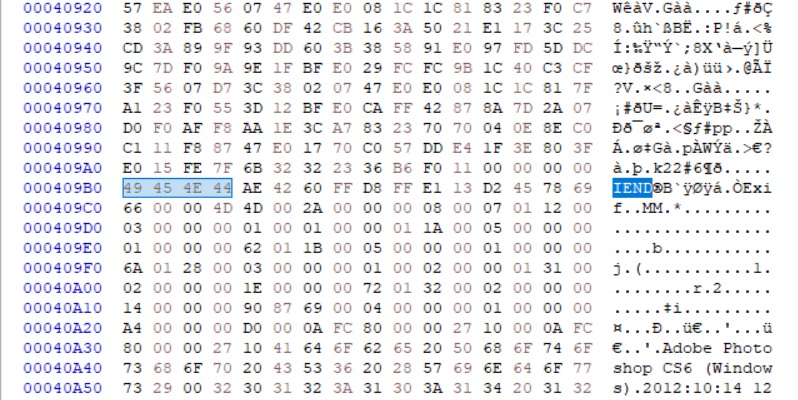 00040920 57 EA E0 56 07 47 E0 E0 08 1C 1C 81 83 23 F0 C7 WêàV.Gàà....ƒ#ðÇ
00040930 38 02 FB 68 60 DF 42 CB 16 3A 50 21 E1 17 3C 25 8.ûh`ßBË.:P!á.<%
00040940 CD 3A 89 9F 93 DD 60 3B 38 58 91 E0 97 FD 5D DC Í:‰Ÿ“Ý`;8X‘à—ý]Ü
00040950 9C 7D F0 9A 9E 1F BF E0 29 FC FC 9B 1C 40 C3 CF œ}ðšž.¿à)üü›.@ÃÏ
00040960 3F 56 07 D7 3C 38 02 07 47 E0 E0 08 1C 1C 81 7F ?V.×<8..Gàà.....
00040970 A1 23 F0 55 3D 12 BF E0 CA FF 42 87 8A 7D 2A 07 ¡#ðU=.¿àÊÿB‡Š}*.
00040980 D0 F0 AF F8 AA 1E 3C A7 83 23 70 70 04 0E 8E C0 Ðð¯øª.<§ƒ#pp..ŽÀ
00040990 C1 11 F8 87 47 E0 17 70 C0 57 DD E4 1F 3E 80 3F Á.ø‡Gà.pÀWÝä.>€?
000409A0 E0 15 FE 7F 6B 32 32 23 36 B6 F0 11 00 00 00 00 à.þ.k22#6¶ð.....
000409B0 49 45 4E 44 AE 42 60 FF D8 FF E1 13 D2 45 78 69 IEND®B`ÿØÿá.ÒExi
000409C0 66 00 00 4D 4D 00 2A 00 00 00 08 00 07 01 12 00 f..MM.*.........
000409D0 03 00 00 00 01 00 01 00 00 01 1A 00 05 00 00 00 ................
000409E0 01 00 00 00 62 01 1B 00 05 00 00 00 01 00 00 00 ....b...........
000409F0 6A 01 28 00 03 00 00 00 01 00 02 00 00 01 31 00 j.(...........1.
00040A00 02 00 00 00 1E 00 00 00 72 01 32 00 02 00 00 00 ........r.2.....
00040A10 14 00 00 00 90 87 69 00 04 00 00 00 01 00 00 00 .....‡i.........
00040A20 A4 00 00 00 D0 00 0A FC 80 00 00 27 10 00 0A FC ¤...Ð..ü€..'...ü
00040A30 80 00 00 27 10 41 64 6F 62 65 20 50 68 6F 74 6F €..'.Adobe Photo
00040A40 73 68 6F 70 20 43 53 36 20 28 57 69 6E 64 6F 77 shop CS6 (Window
00040A50 73 29 00 32 30 31 32 3A 31 30 3A 31 34 20 31 32 s).2012:10:14 12